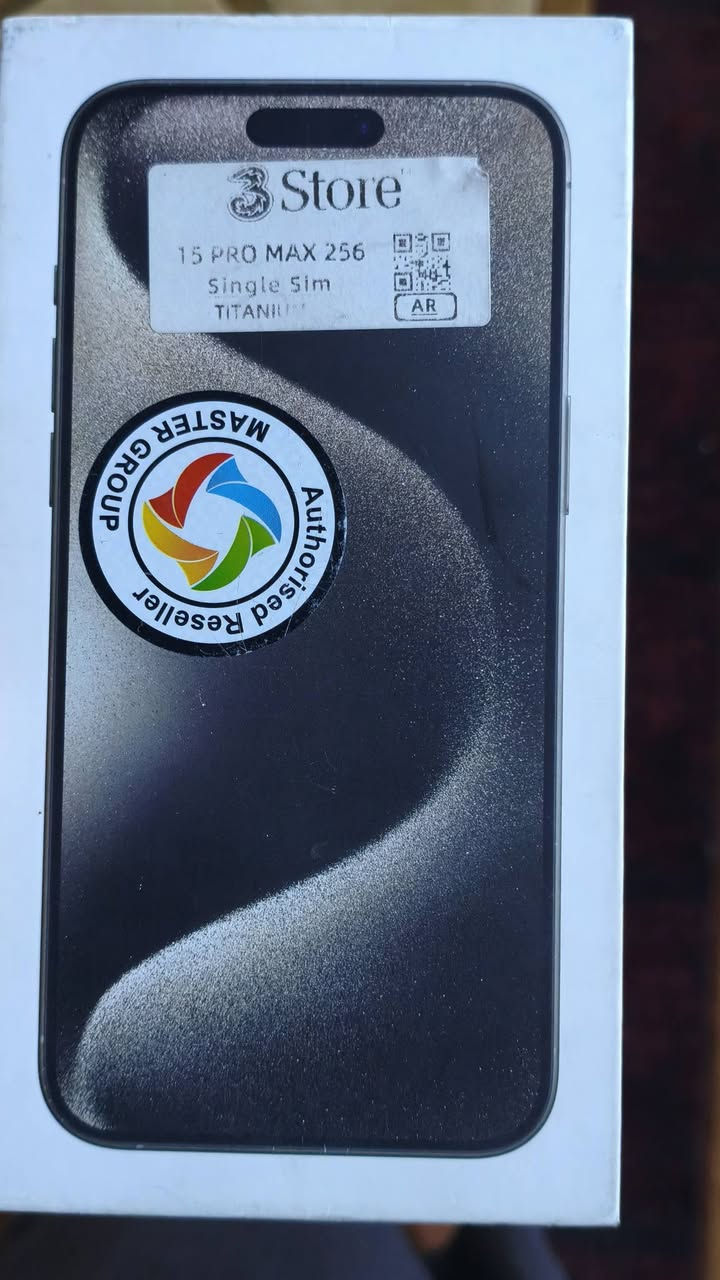 3 Store
15 PRO MAX 256
Single Sim
AR
MASTER GROUP
Authorised Reseller